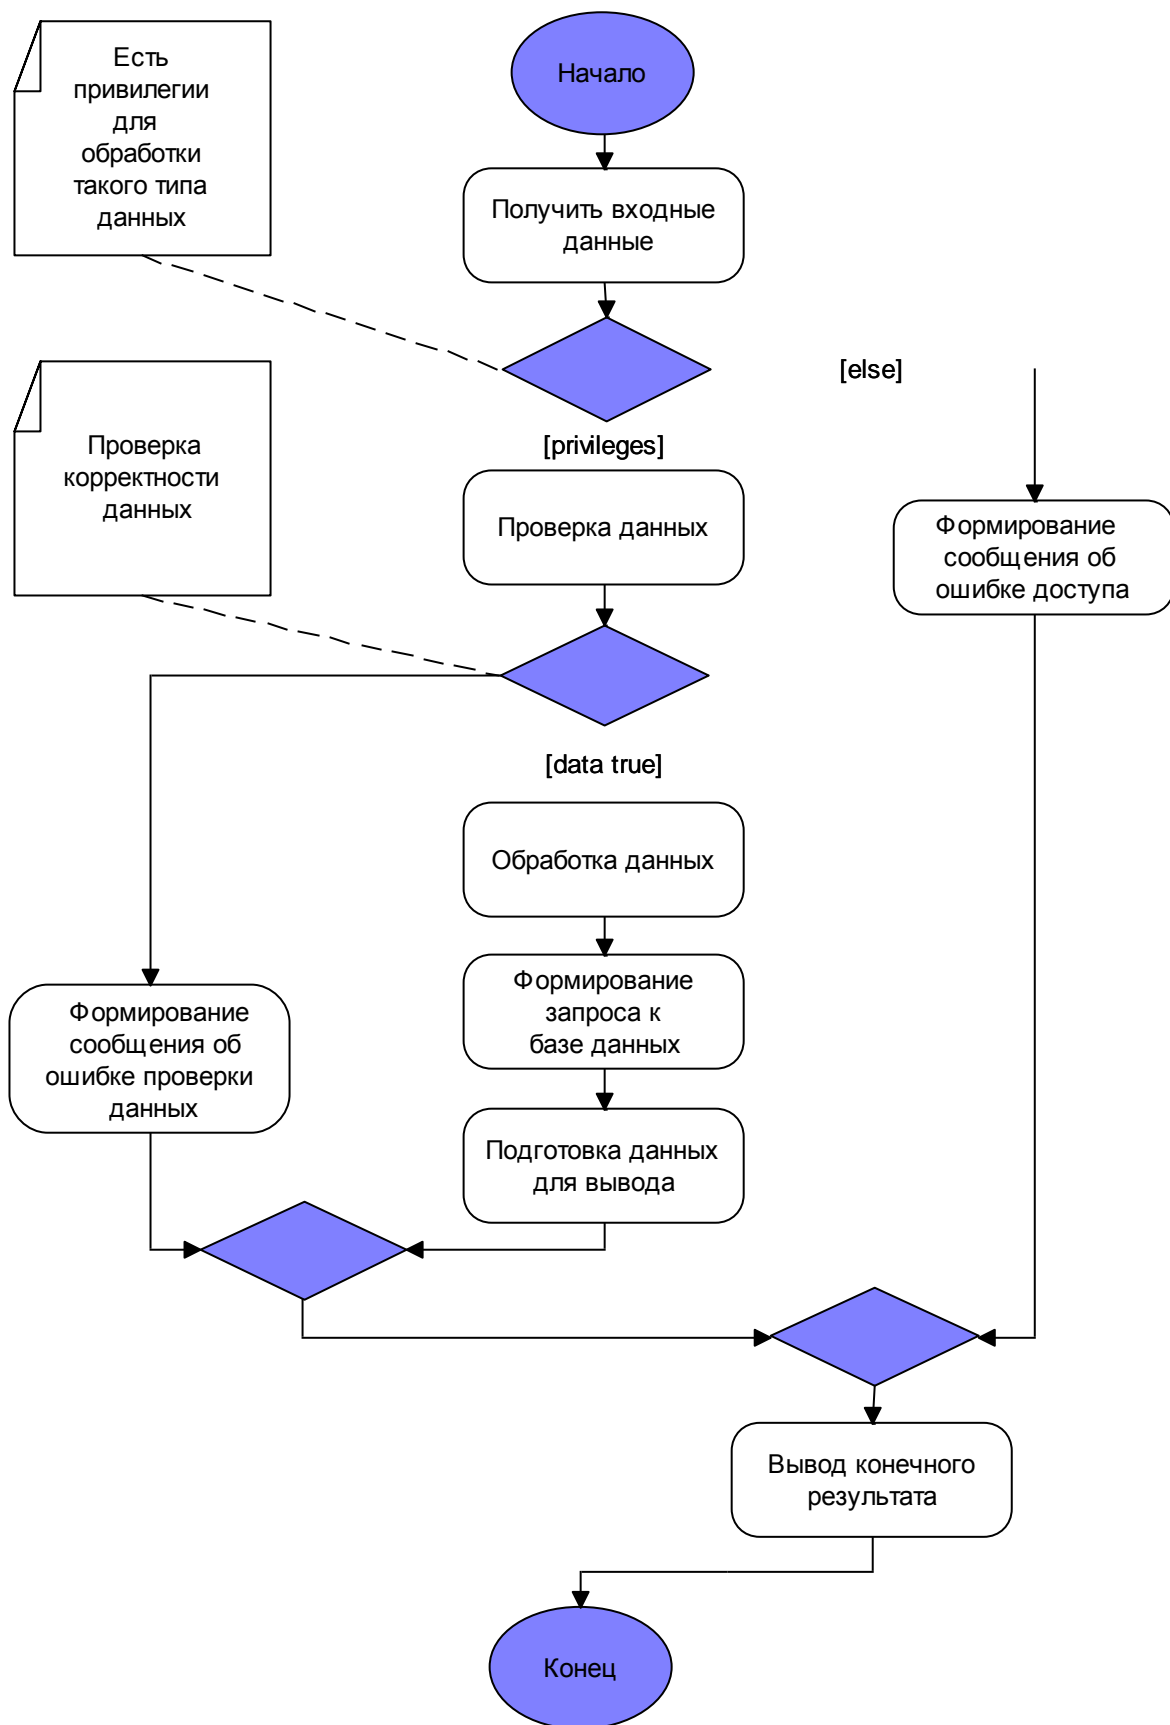 Есть
привилегии
для
обработки
такого типа
данных
Начало
Получить входные
данные
[else]
[privileges]
Проверка
корректности
данных
Проверка данных
Формирование
сообщения об
ошибке доступа
[data true]
Обработка данных
Формирование
запроса к
базе данных
Формирование
сообщения об
ошибке проверки
данных
Подготовка данных
для вывода
Вывод конечного
результата
Конец